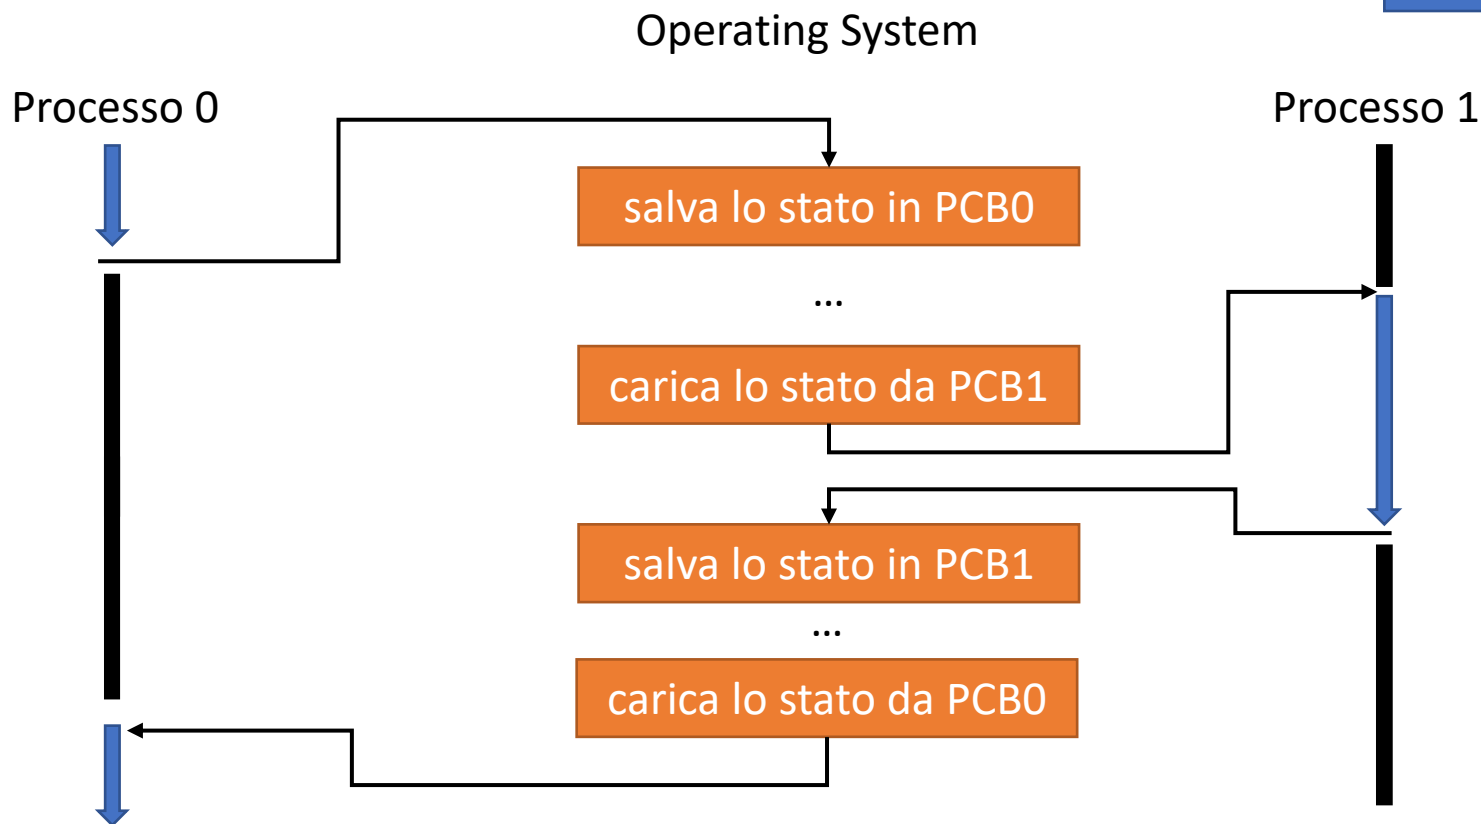 Operating System
Processo 0
Processo 1
salva lo stato in PCB0
...
carica lo stato da PCB1
salva lo stato in PCB1
...
carica lo stato da PCB0